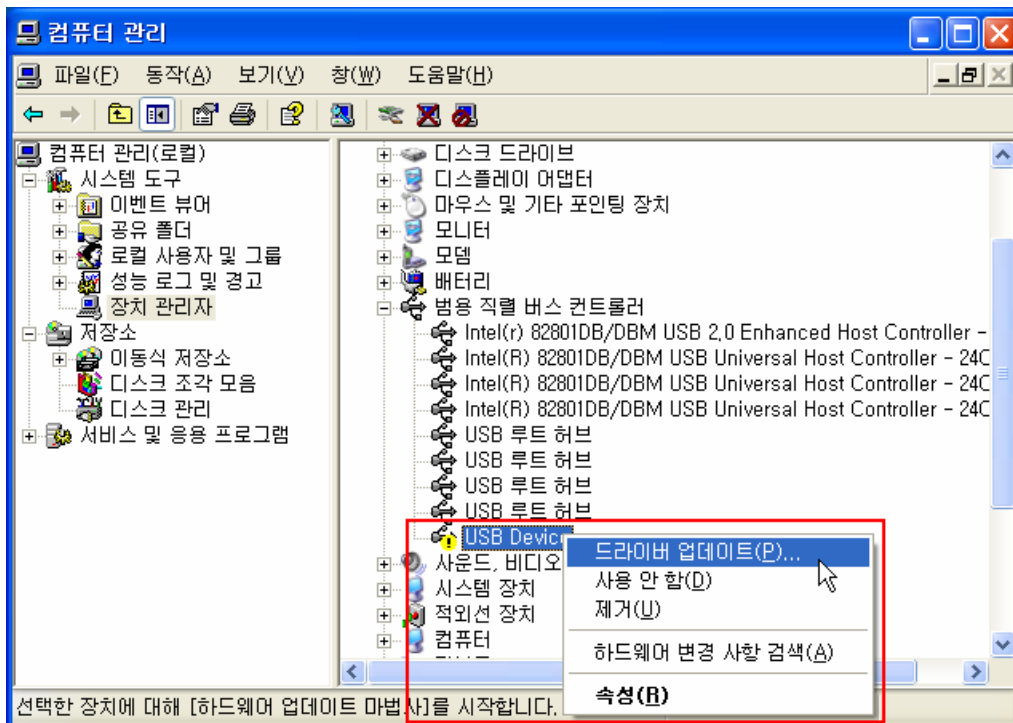 컴퓨터 관리
파일(F) 동작(A) 보기(V) 창(W) 도움말(H)
컴퓨터 관리(로컬)
시스템 도구
이벤트 뷰어
공유 폴더
로컬 사용자 및 그룹
성능 로그 및 경고
장치 관리자
저장소
이동식 저장소
디스크 조각 모음
디스크 관리
서비스 및 응용 프로그램
디스크 드라이브
디스플레이 어댑터
마우스 및 기타 포인팅 장치
모니터
모뎀
배터리
범용 직렬 버스 컨트롤러
Intel(r) 82801DB/DBM USB 2.0 Enhanced Host Controller -
Intel(R) 82801DB/DBM USB Universal Host Controller - 24C
Intel(R) 82801DB/DBM USB Universal Host Controller - 24C
Intel(R) 82801DB/DBM USB Universal Host Controller - 24C
USB 루트 허브
USB 루트 허브
USB 루트 허브
USB 루트 허브
USB Device
사운드, 비디오
시스템 장치
적외선 장치
컴퓨터
드라이버 업데이트(P)...
사용 안 함(D)
제거(U)
하드웨어 변경 사항 검색(A)
속성(R)
선택한 장치에 대해 [하드웨어 업데이트 마법사]를 시작합니다.